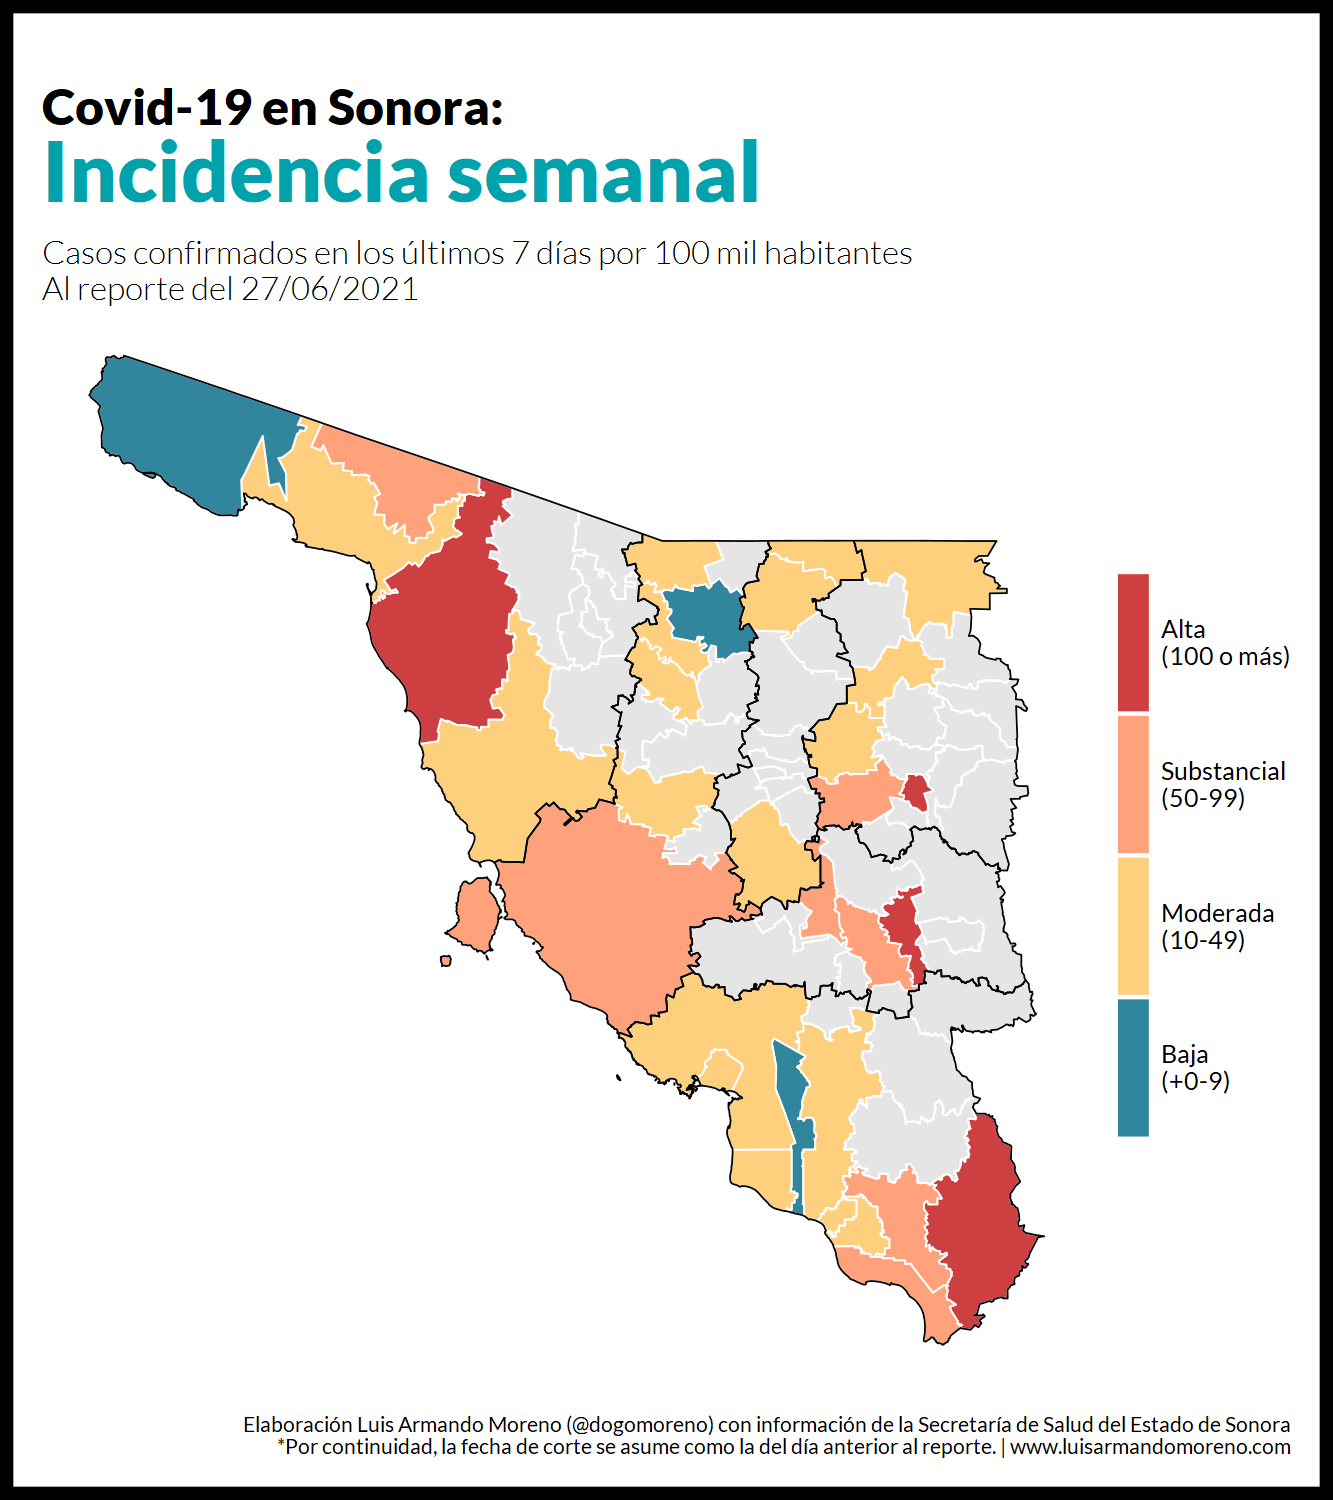 Covid-19 en Sonora:
Incidencia semanal
Casos confirmados en los últimos 7 días por 100 mil habitantes
Al reporte del 27/06/2021
Alta
(100 o más)
Substancial
(50-99)
Moderada
(10-49)
Baja
(+0-9)
Elaboración Luis Armando Moreno (@dogomoreno) con información de la Secretaría de Salud del Estado de Sonora
*Por continuidad, la fecha de corte se asume como la del día anterior al reporte. | www.luisarmandomoreno.com